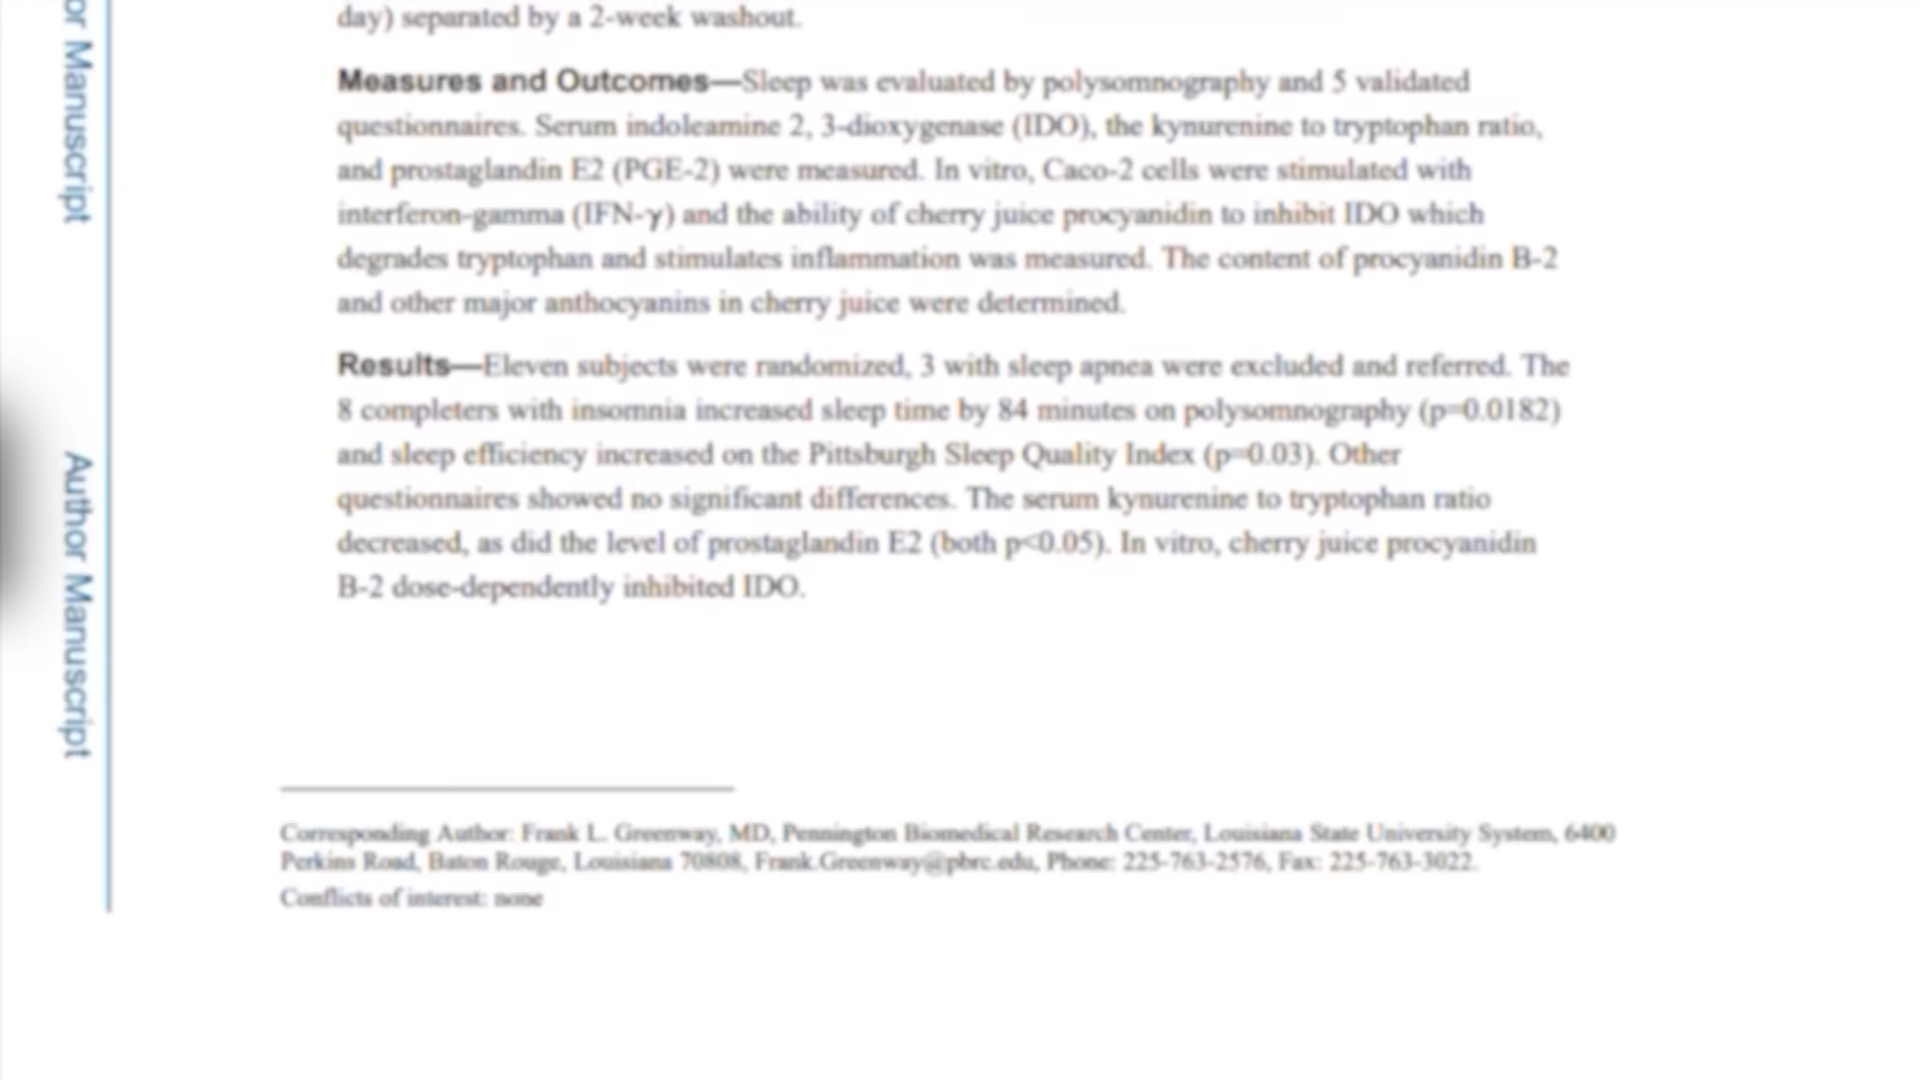 day) separated by a 2-week washout.
Measures and Outcomes—Sleep was evaluated by polysomnography and 5 validated
questionnaires. Serum indoleamine 2, 3-dioxygenase (IDO), the kynurenine to tryptophan ratio,
and prostaglandin E2 (PGE-2) were measured. In vitro, Caco-2 cells were stimulated with
interferon-gamma (IFN-γ) and the ability of cherry juice procyanidin to inhibit IDO which
degrades tryptophan and stimulates inflammation was measured. The content of procyanidin B-2
and other major anthocyanins in cherry juice were determined.
Results—Eleven subjects were randomized, 3 with sleep apnea were excluded and referred. The
8 completers with insomnia increased sleep time by 84 minutes on polysomnography (p=0.0182)
and sleep efficiency increased on the Pittsburgh Sleep Quality Index (p=0.03). Other
questionnaires showed no significant differences. The serum kynurenine to tryptophan ratio
decreased, as did the level of prostaglandin E2 (both p<0.05). In vitro, cherry juice procyanidin
B-2 dose-dependently inhibited IDO.
Corresponding Author: Frank L. Greenway, MD, Pennington Biomedical Research Center, Louisiana State University System, 6400
Perkins Road, Baton Rouge, Louisiana 70808, Frank.Greenway@pbrc.edu, Phone: 225-763-2576, Fax: 225-763-3022.
Conflicts of interest: none
or Manuscript
Author Manuscript